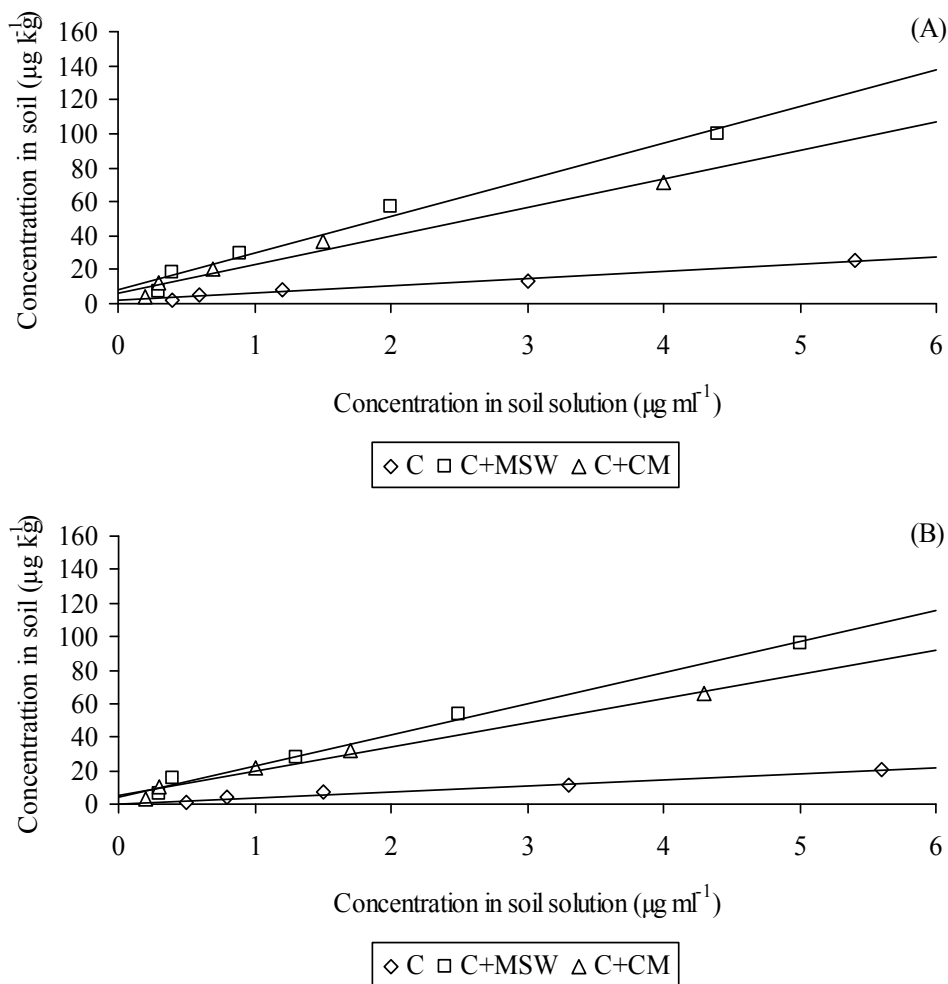 (A)
Concentrattion in soil (µg kg⁻¹)
160
140
120
100
80
60
40
20
0
0 1 2 3 4 5 6
Concentration in soil solution (µg ml⁻¹)
◇ C □ C+MSW △ C+CM
(B)
Concentrattion in soil (µg kg⁻¹)
160
140
120
100
80
60
40
20
0
0 1 2 3 4 5 6
Concentration in soil solution (µg ml⁻¹)
◇ C □ C+MSW △ C+CM